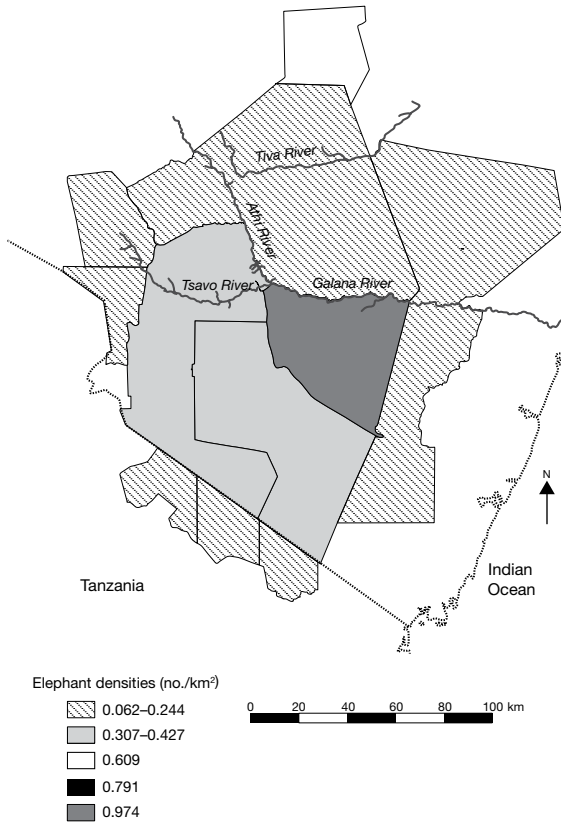 Tiva River
Athi River
Tsavo River
Galana River
N
Tanzania
Indian
Ocean
Elephant densities (no./km²)
0.062–0.244
0.307–0.427
0.609
0.791
0.974
0 20 40 60 80 100 km